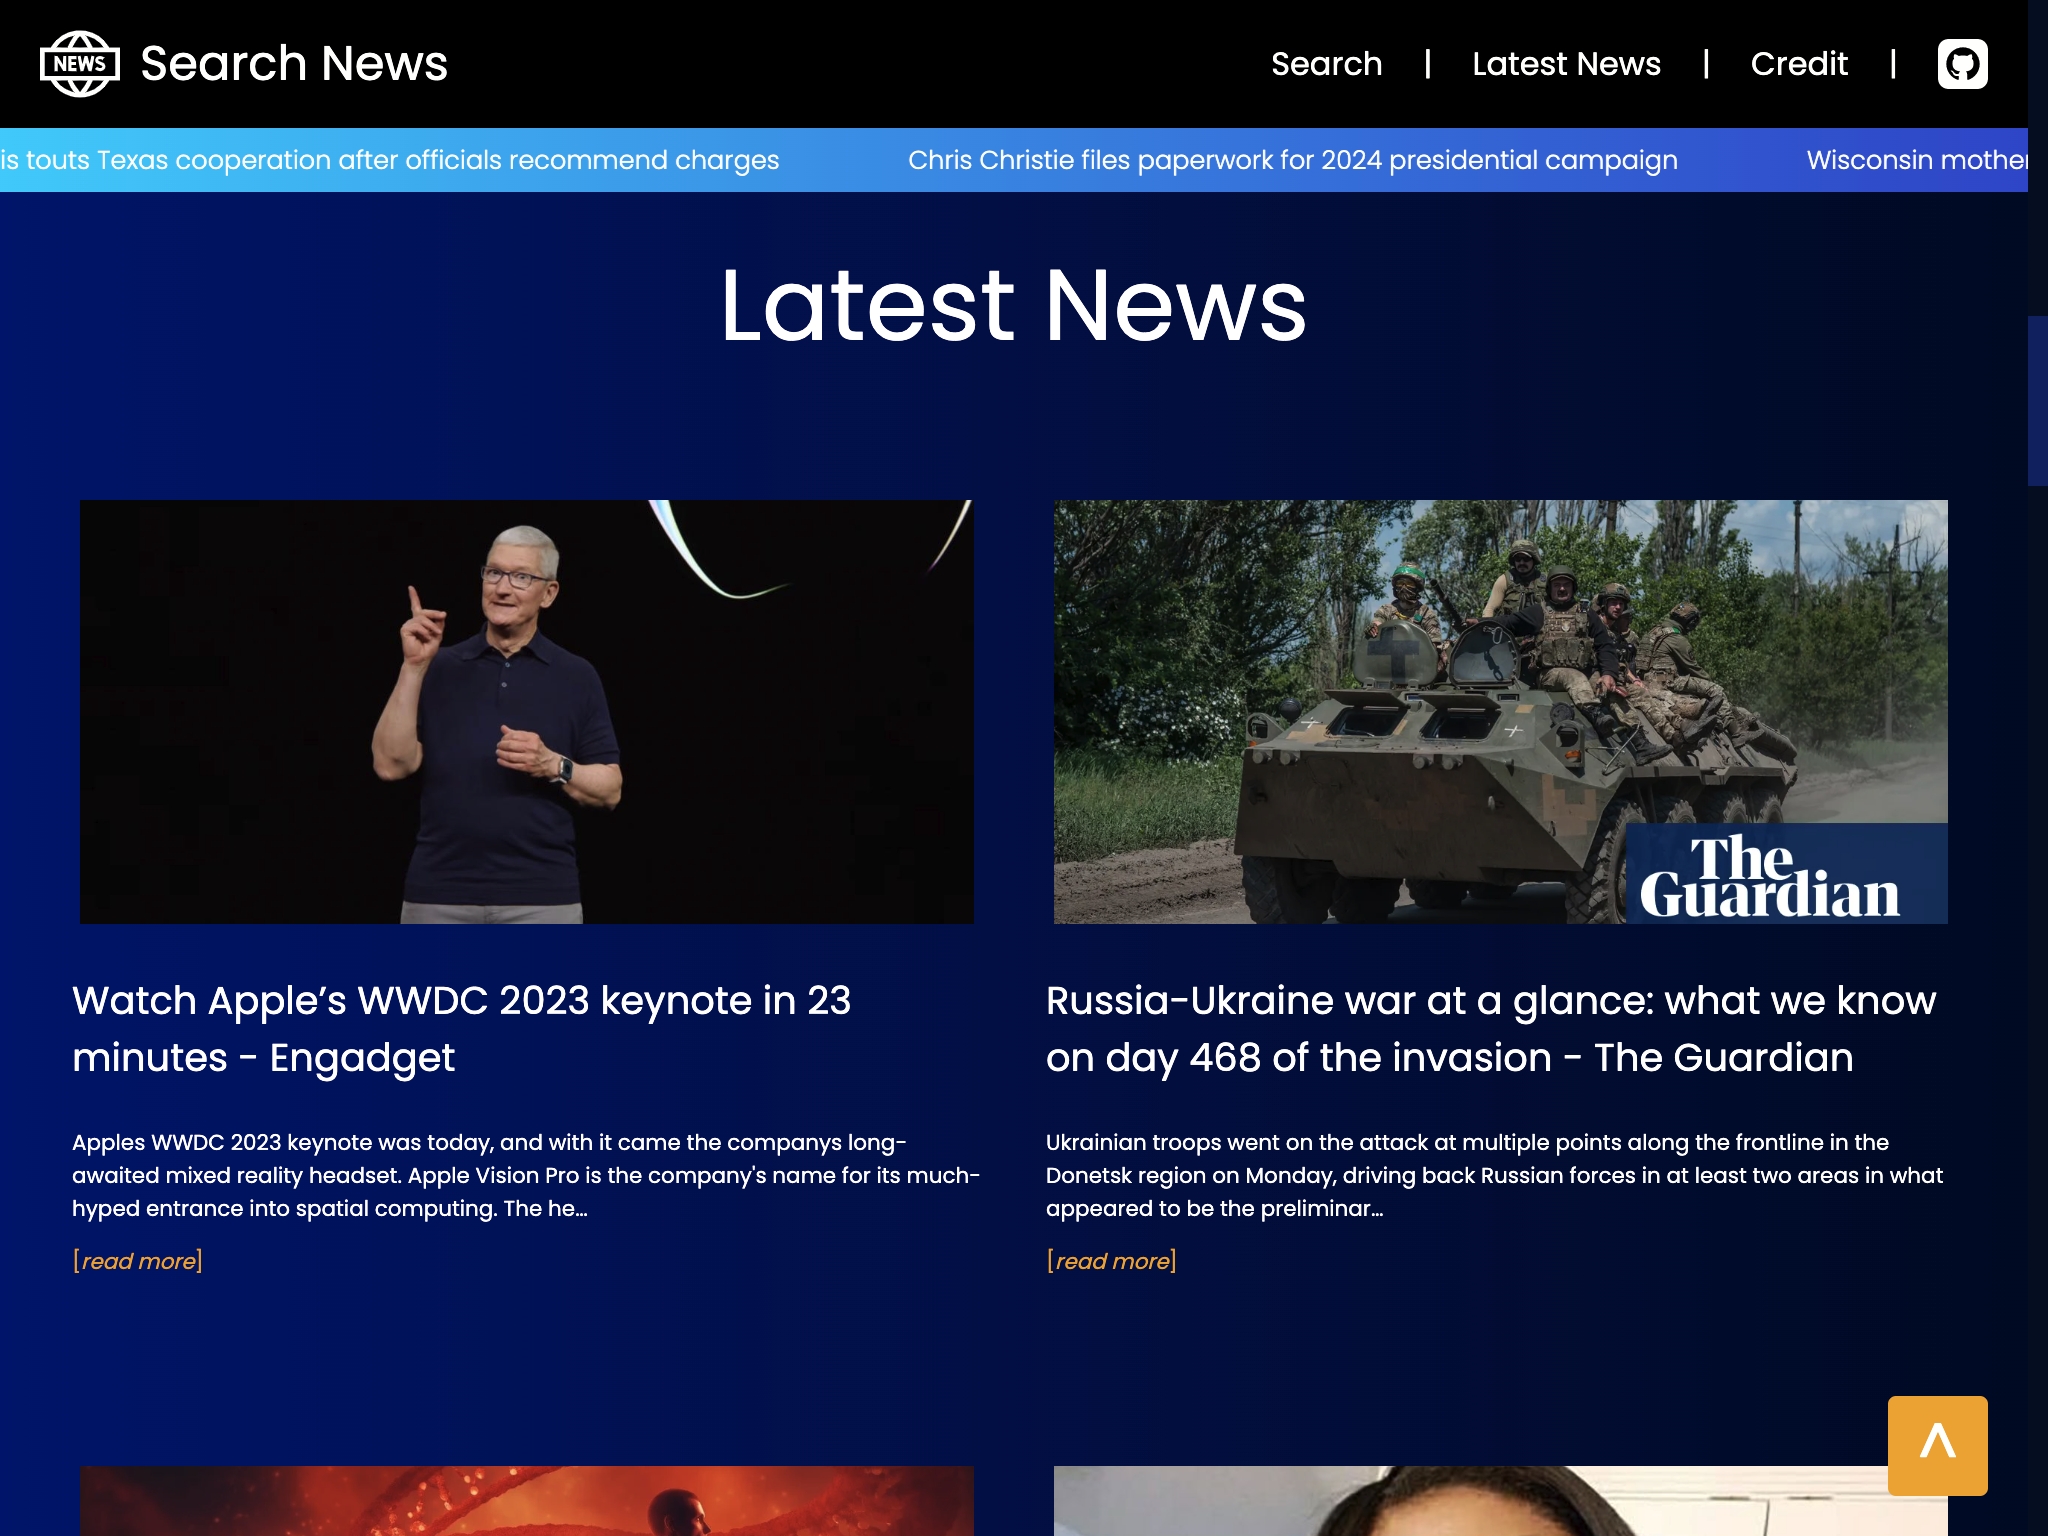 NEWS
Search News
Search | Latest News | Credit |
is touts Texas cooperation after officials recommend charges
Chris Christie files paperwork for 2024 presidential campaign
Wisconsin mother
Latest News
The
Guardian
Watch Apple’s WWDC 2023 keynote in 23
minutes - Engadget
Apples WWDC 2023 keynote was today, and with it came the companys long-
awaited mixed reality headset. Apple Vision Pro is the company's name for its much-
hyped entrance into spatial computing. The he...
[read more]
Russia-Ukraine war at a glance: what we know
on day 468 of the invasion - The Guardian
Ukrainian troops went on the attack at multiple points along the frontline in the
Donetsk region on Monday, driving back Russian forces in at least two areas in what
appeared to be the preliminar...
[read more]